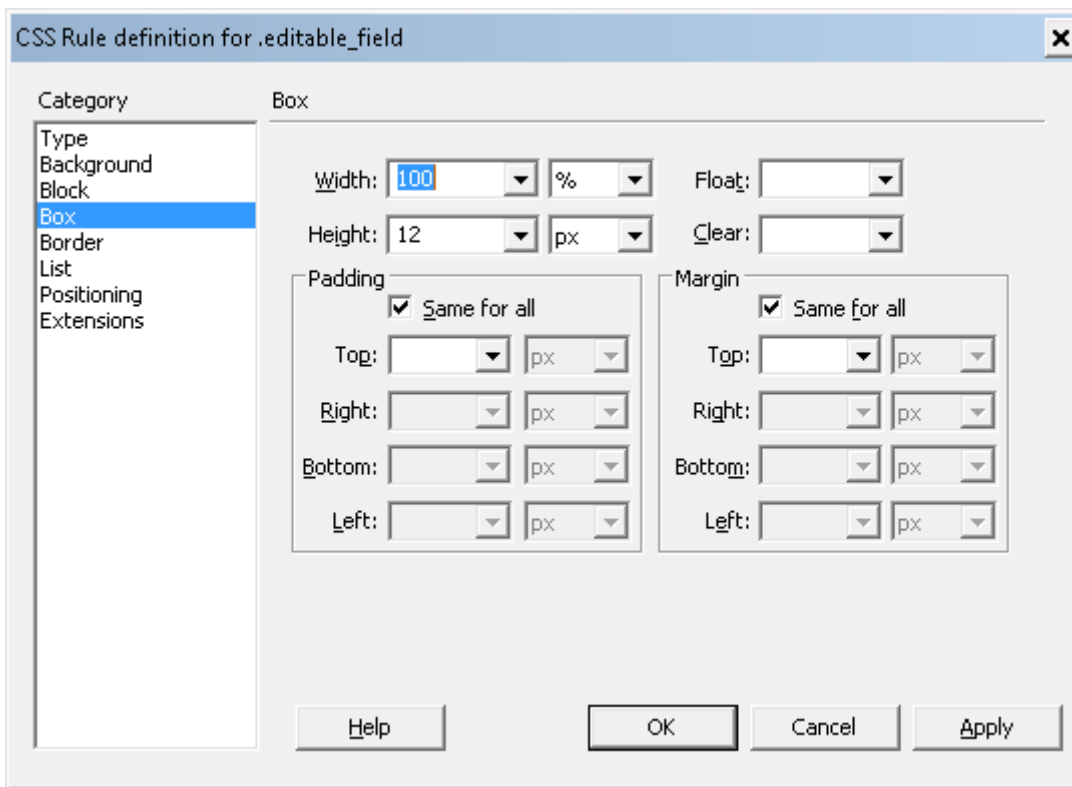 CSS Rule definition for .editable_field
Category
Box
Type
Background
Block
Box
Border
List
Positioning
Extensions
Width: 100 % Float:
Height: 12 px Clear:
Padding
Same for all
Top: px
Right: px
Bottom: px
Left: px
Margin
Same for all
Top: px
Right: px
Bottom: px
Left: px
Help OK Cancel Apply